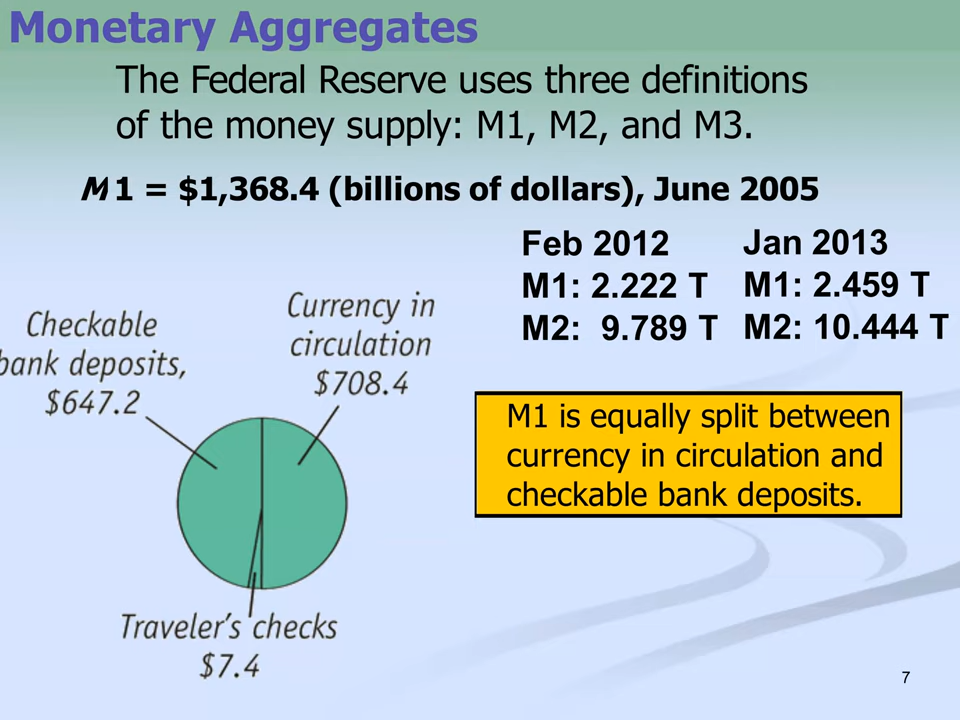 Monetary Aggregates
The Federal Reserve uses three definitions
of the money supply: M1, M2, and M3.
M1 = $1,368.4 (billions of dollars), June 2005
Feb 2012
M1: 2.222 T
M2: 9.789 T
Jan 2013
M1: 2.459 T
M2: 10.444 T
Checkable
bank deposits,
$647.2
Currency in
circulation
$708.4
M1 is equally split between
currency in circulation and
checkable bank deposits.
Traveler's checks
$7.4
7